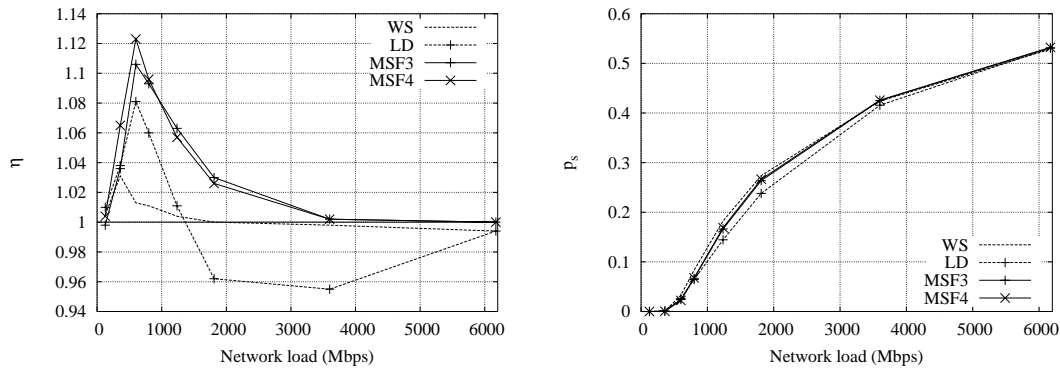 1.14
1.12
1.1
1.08
1.06
1.04
1.02
1
0.98
0.96
0.94
η
0 1000 2000 3000 4000 5000 6000
Network load (Mbps)
WS
LD
MSF3
MSF4
0.6
0.5
0.4
0.3
0.2
0.1
0
p_s
0 1000 2000 3000 4000 5000 6000
Network load (Mbps)
WS
LD
MSF3
MSF4